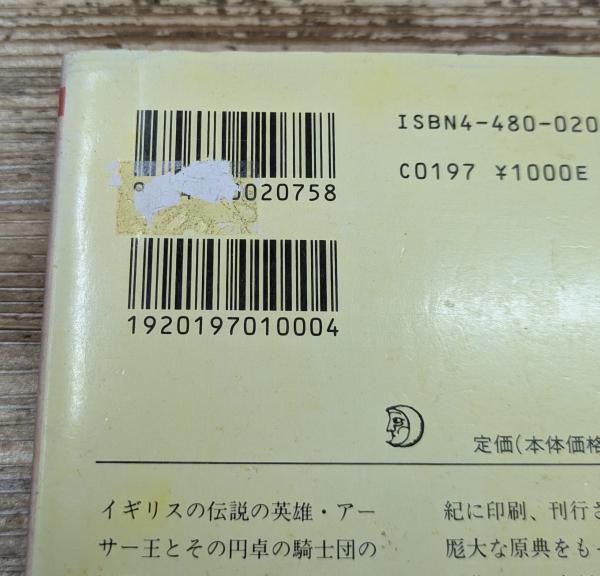 ISBN4-480-020
C0197 ¥1000E
020758
1920197010004
定価(本体価格
イギリスの伝説の英雄・アー
サー王とその円卓の騎士団の
紀に印刷、刊行さ
厖大な原典をも